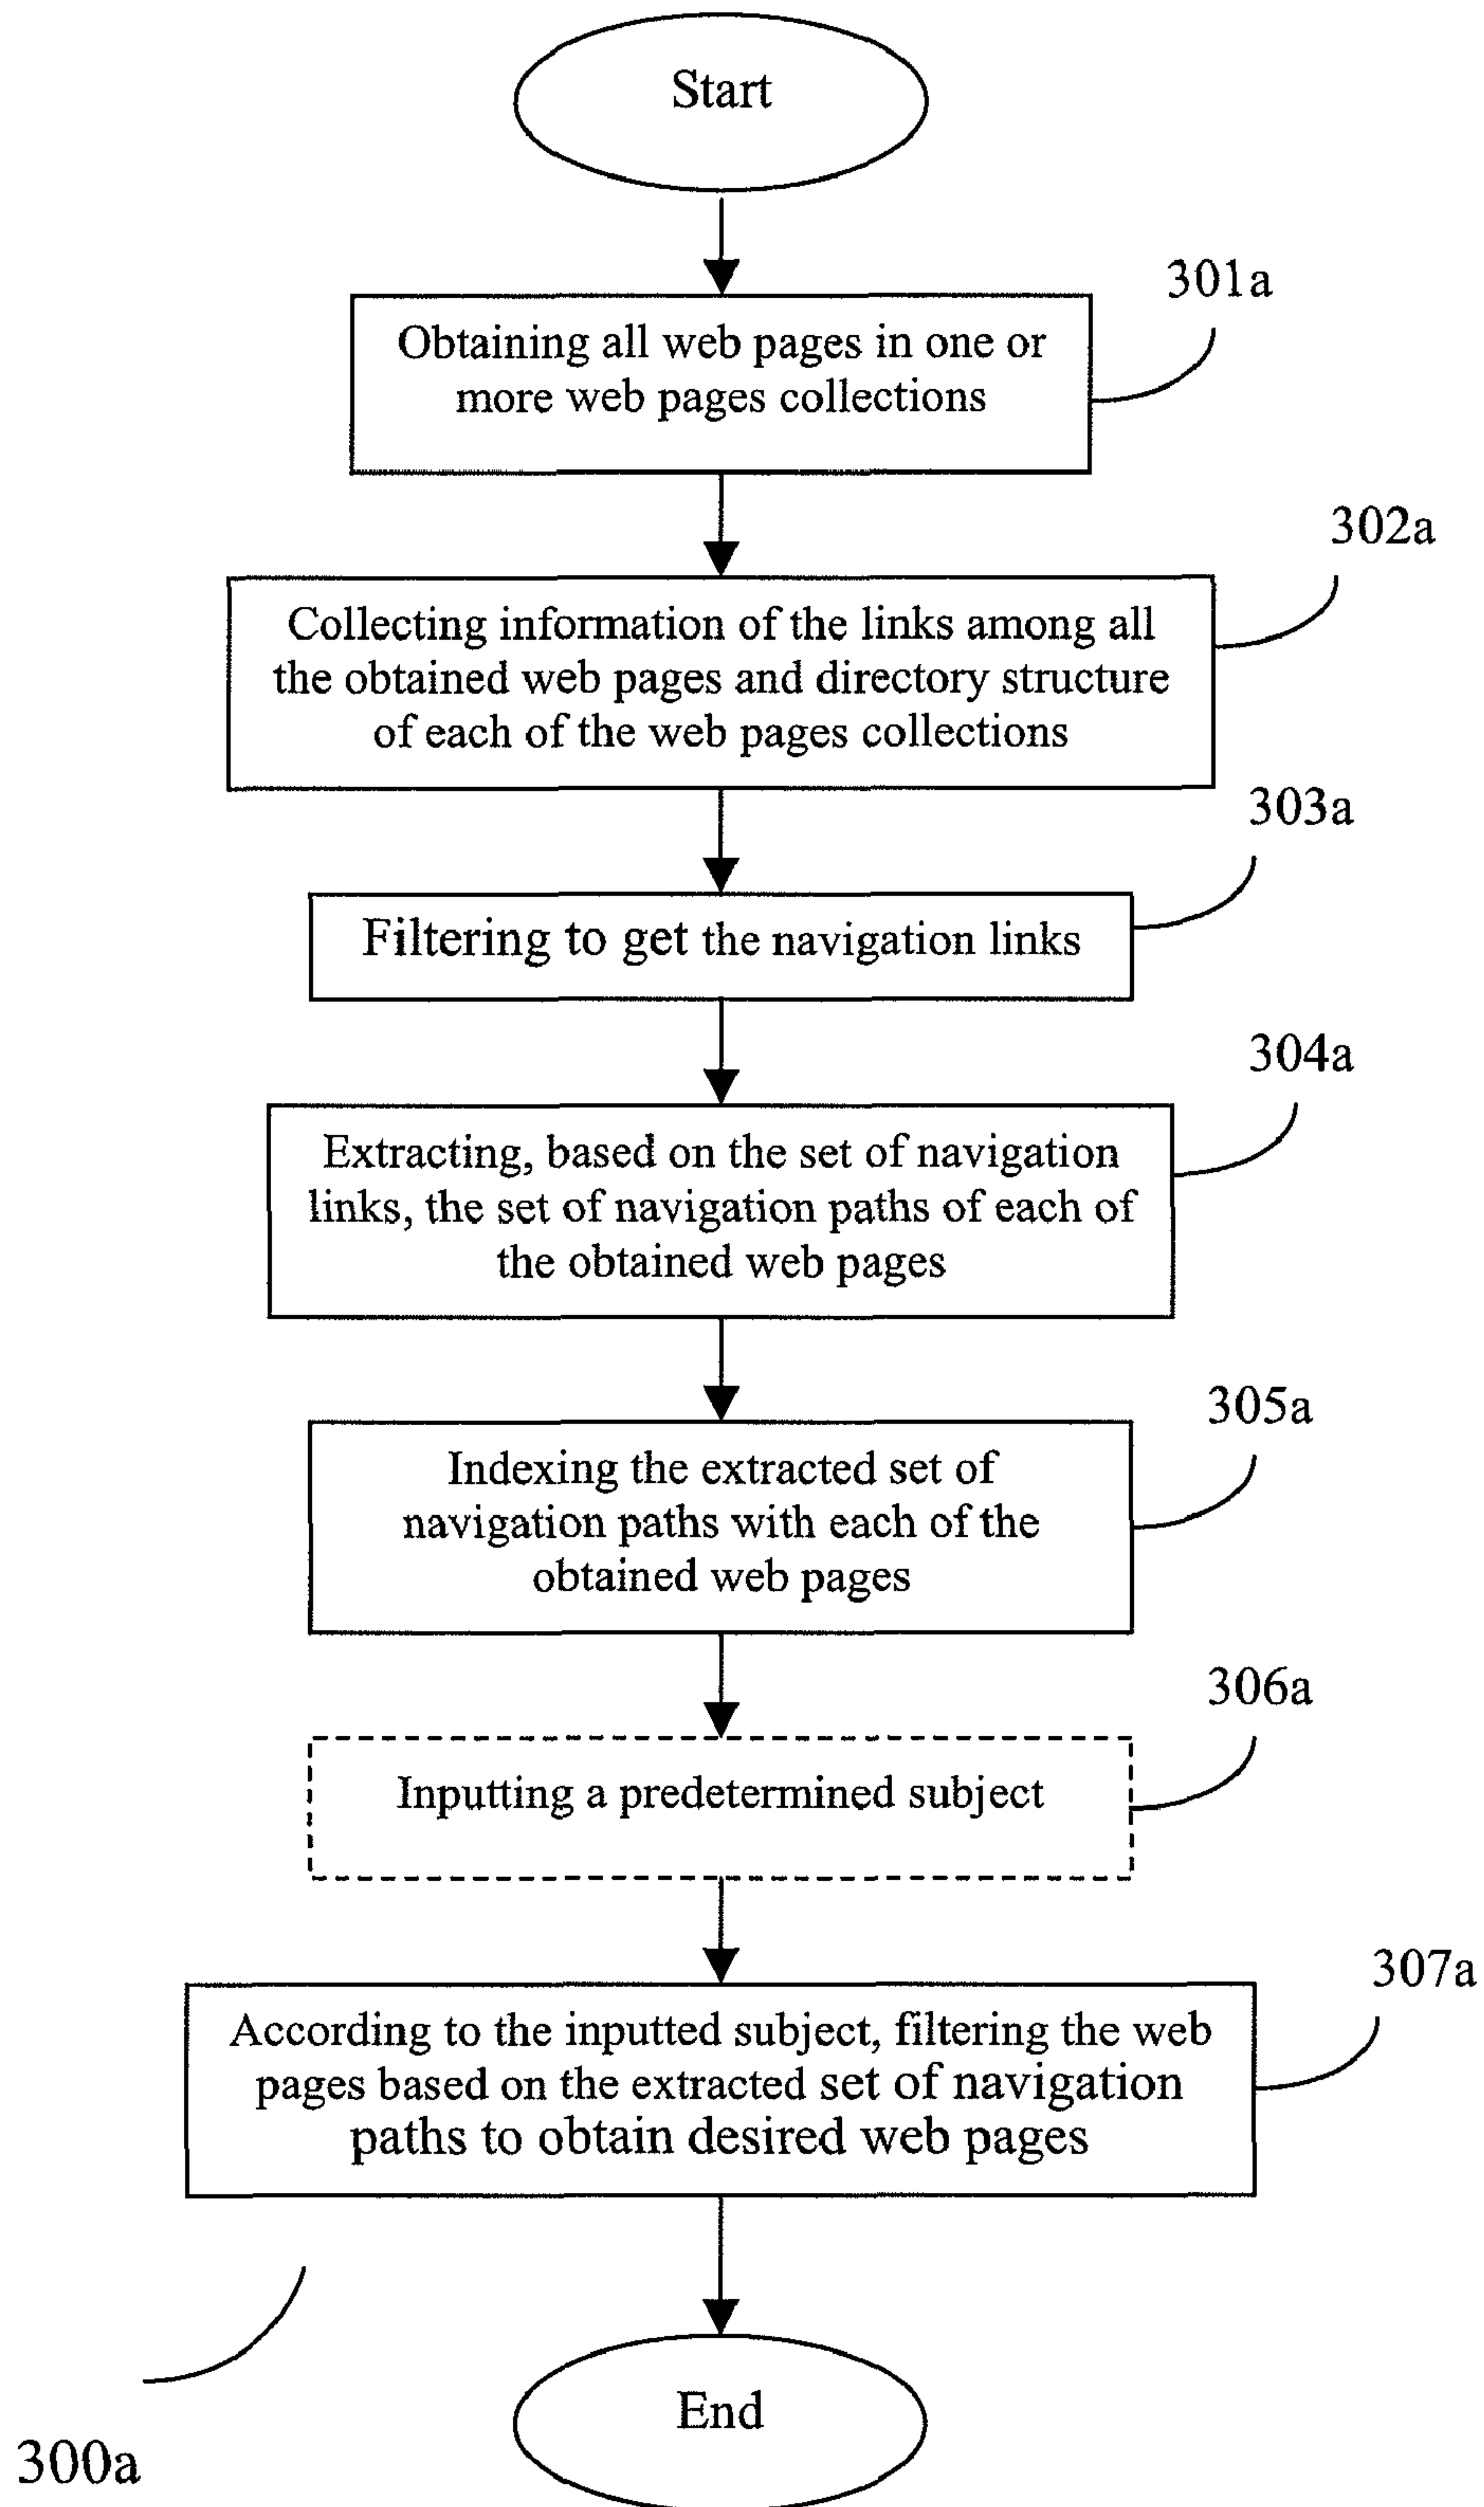 Start
301a
Obtaining all web pages in one or
more web pages collections
302a
Collecting information of the links among all
the obtained web pages and directory structure
of each of the web pages collections
303a
Filtering to get the navigation links
304a
Extracting, based on the set of navigation
links, the set of navigation paths of each of
the obtained web pages
305a
Indexing the extracted set of
navigation paths with each of the
obtained web pages
306a
Inputting a predetermined subject
307a
According to the inputted subject, filtering the web
pages based on the extracted set of navigation
paths to obtain desired web pages
End
300a